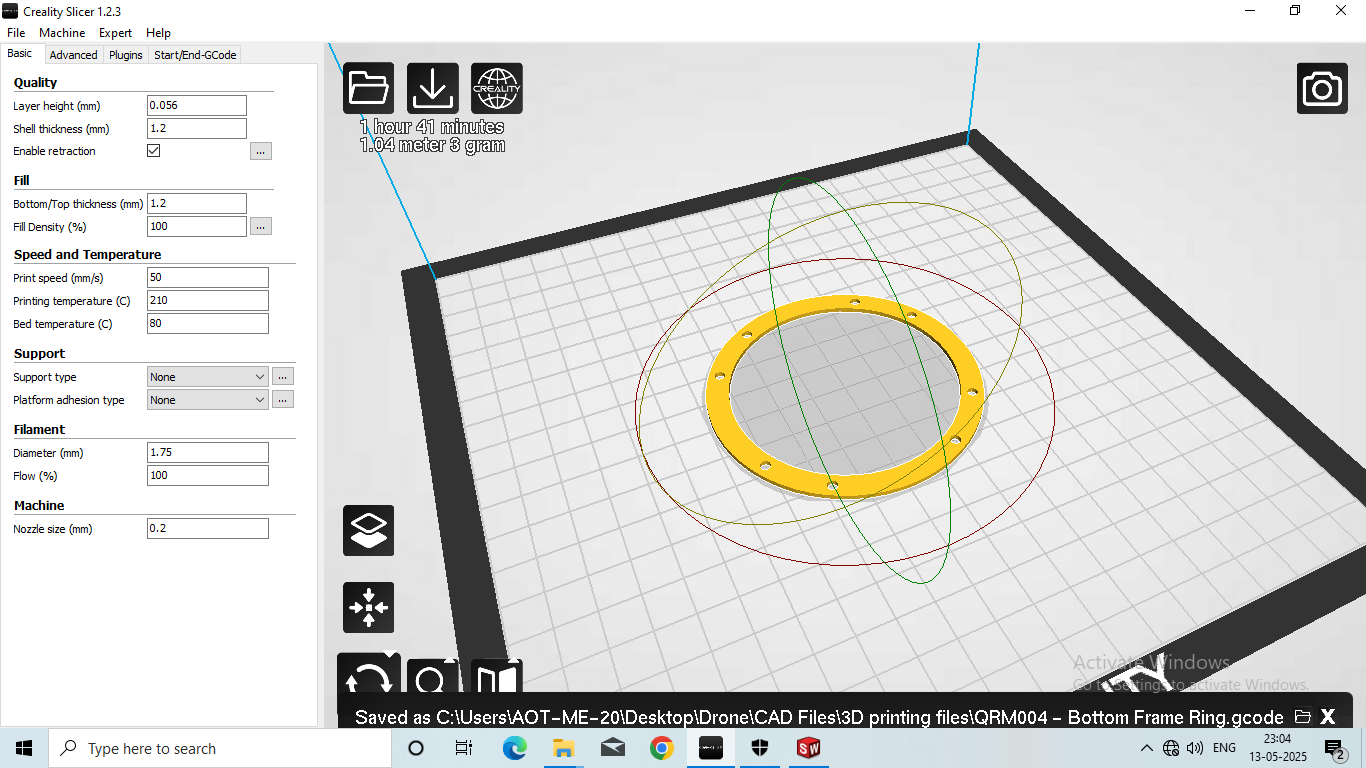 Creality Slicer 1.2.3
File Machine Expert Help
Basic Advanced Plugins Start/End-GCode
Quality
Layer height (mm) 0.056
Shell thickness (mm) 1.2
Enable retraction ...
Fill
Bottom/Top thickness (mm) 1.2
Fill Density (%) 100 ...
Speed and Temperature
Print speed (mm/s) 50
Printing temperature (C) 210
Bed temperature (C) 80
Support
Support type None ...
Platform adhesion type None ...
Filament
Diameter (mm) 1.75
Flow (%) 100
Machine
Nozzle size (mm) 0.2
CREALITY
1 hour 41 minutes
1.04 meter 3 gram
Activate Windows
Go to Settings to activate Windows.
Saved as C:\Users\AOT-ME-20\Desktop\Drone\CAD Files\3D printing files\QRM004 - Bottom Frame Ring.gcode X
Type here to search
SW
ENG
23:04
13-05-2025
2